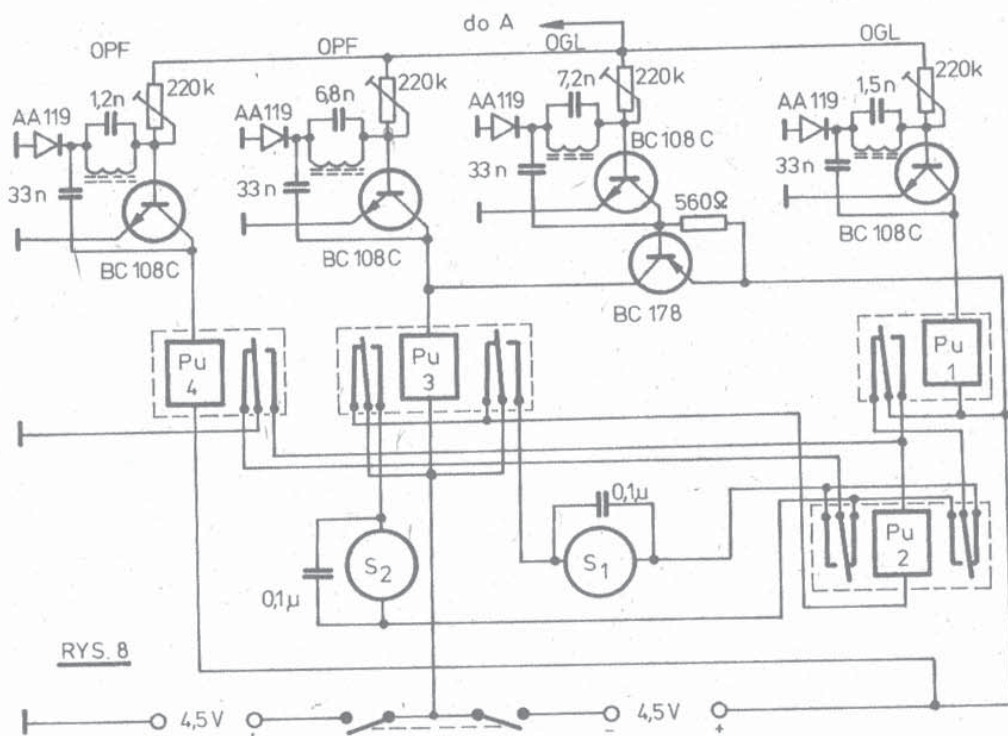 do A
OPF
OPF
OGL
OGL
1,2n
220k
6,8n
220k
7,2n
220k
1,5n
220k
AA119
AA119
AA119
AA119
BC108C
33n
33n
33n
33n
560Ω
BC108C
BC108C
BC108C
BC178
Pu
4
Pu
3
Pu
1
0,1µ
S1
S2
Pu
2
0,1µ
RYS. 8
4,5V
+
-
4,5V
+